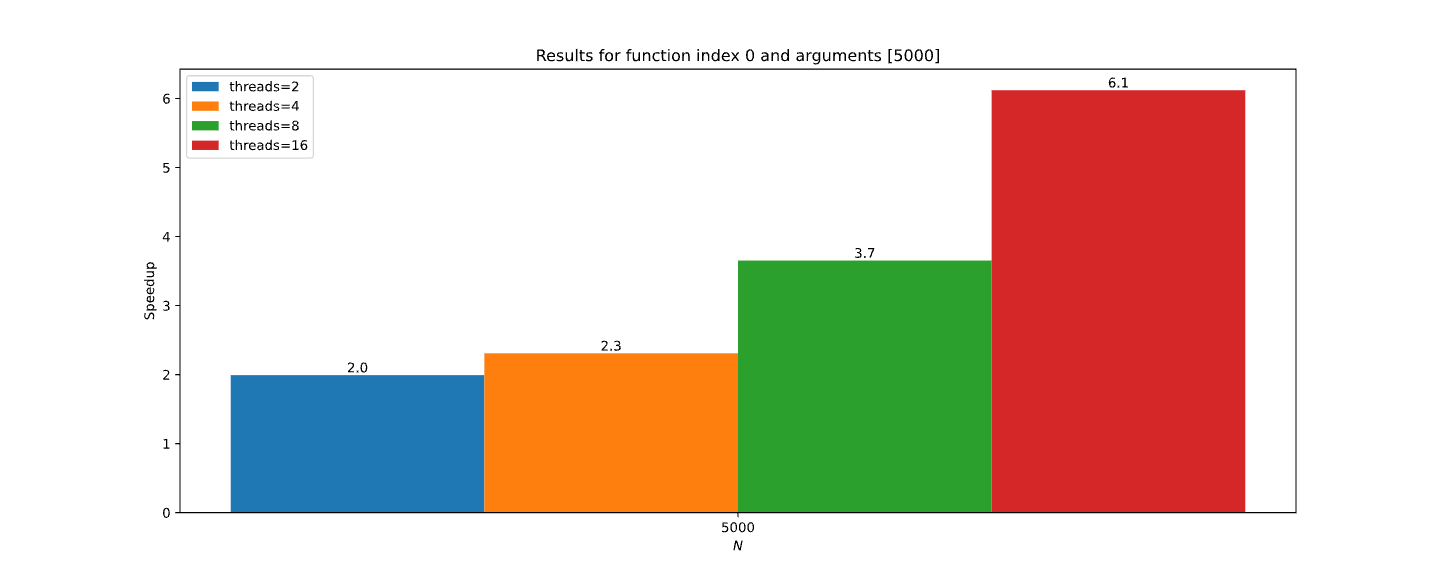 Results for function index 0 and arguments [5000]
threads=2
threads=4
threads=8
threads=16
6
5
4
3
2
1
0
Speedup
2.0
2.3
3.7
6.1
5000
N